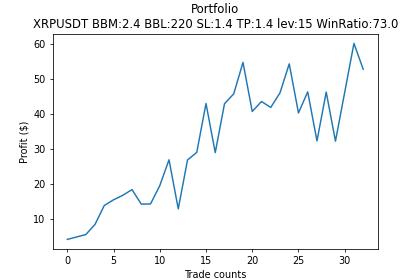 Portfolio
XRPUSDT BBM:2.4 BBL:220 SL:1.4 TP:1.4 lev:15 WinRatio:73.0
60
50
40
30
20
10
Profit ($)
0 5 10 15 20 25 30
Trade counts